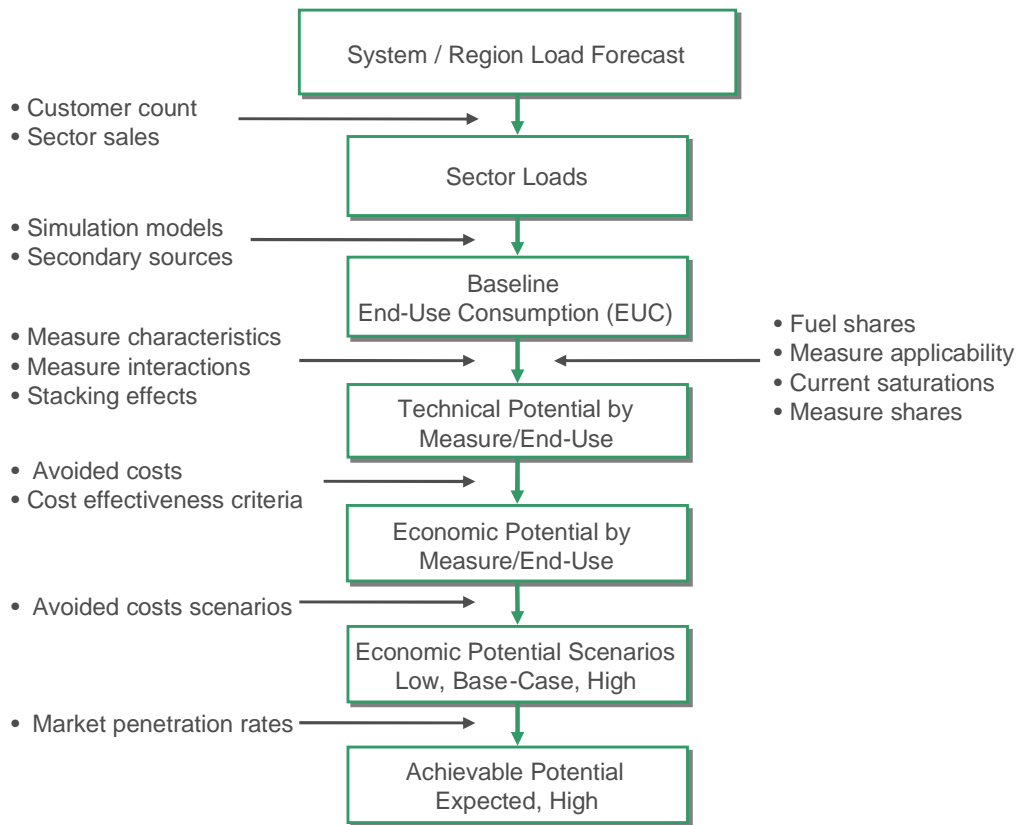 System / Region Load Forecast
• Customer count
• Sector sales
Sector Loads
• Simulation models
• Secondary sources
Baseline
End-Use Consumption (EUC)
• Measure characteristics
• Measure interactions
• Stacking effects
• Fuel shares
• Measure applicability
• Current saturations
• Measure shares
Technical Potential by
Measure/End-Use
• Avoided costs
• Cost effectiveness criteria
Economic Potential by
Measure/End-Use
• Avoided costs scenarios
Economic Potential Scenarios
Low, Base-Case, High
• Market penetration rates
Achievable Potential
Expected, High